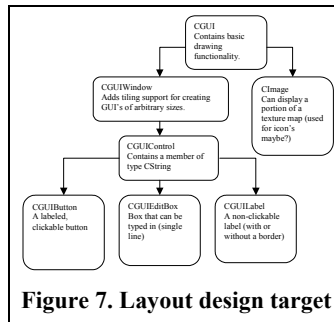 CGUI
Contains basic
drawing
functionality.
CGUIWindow
Adds tiling support for creating
GUI's of arbitrary sizes.
CImage
Can display a
portion of a
texture map (used
for icon's
maybe?)
CGUIControl
Contains a member of
type CString
CGUIButton
A labeled,
clickable button
CGUIEditBox
Box that can be
typed in (single
line)
CGUILabel
A non-clickable
label (with or
without a border)
Figure 7. Layout design target